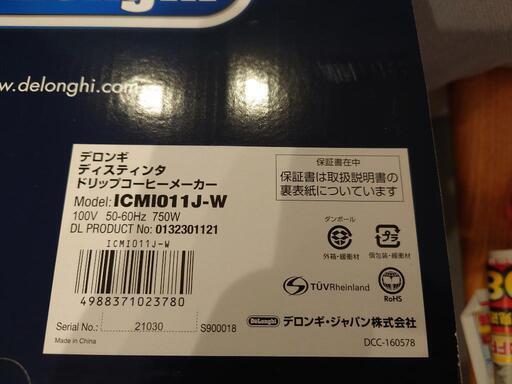 w.delonghi.com
デロンギ
ディスティンタ
ドリップコーヒーメーカー
Model: ICMI011J-W
100V 50-60Hz 750W
DL PRODUCT No: 0132301121
ICMI011J-W
4988371023780
Serial No.: 21030 S900018
Made in China
保証書在中
保証書は取扱説明書の
裏表紙についています
ダンボール
外箱・緩衝材
プラ
個包装・緩衝材
TÜVRheinland
RoHS
DeLonghi デロンギ・ジャパン株式会社
DCC-160578